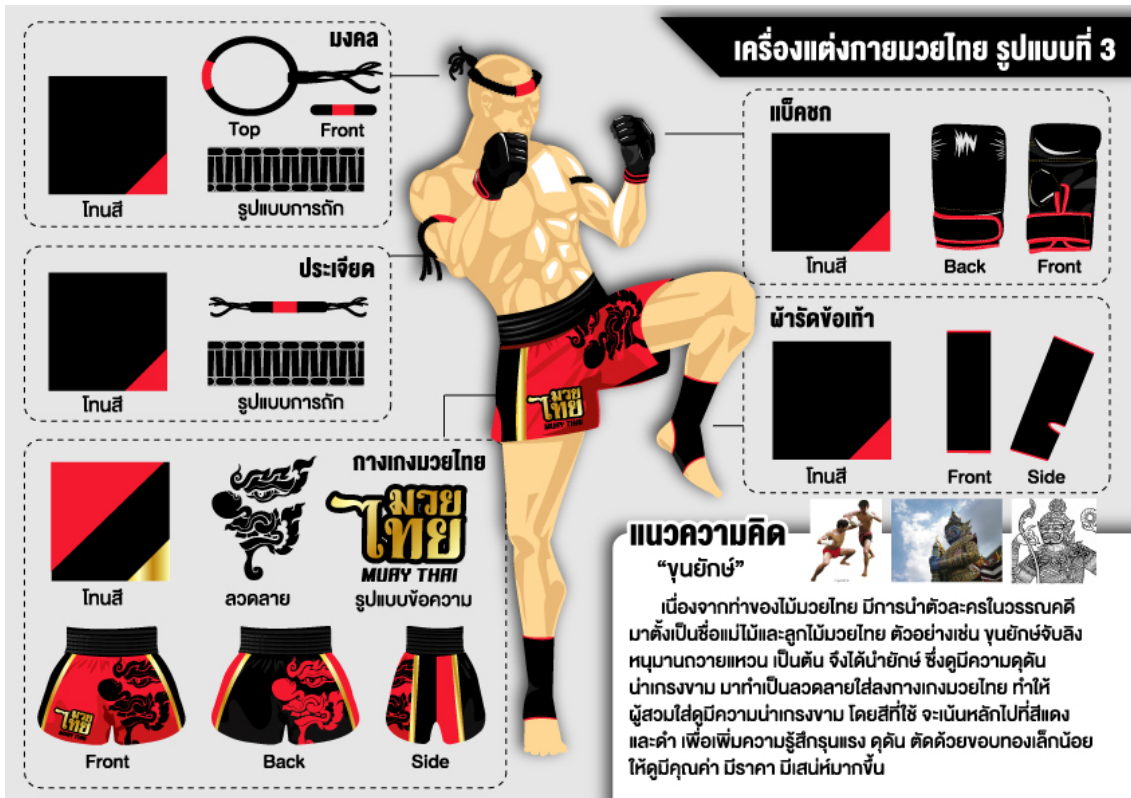 เครื่องแต่งกายมวยไทย รูปแบบที่ 3
มงคล
Top
Front
โทนสี
รูปแบบการถัก
ประเจียด
โทนสี
รูปแบบการถัก
กางเกงมวยไทย
มวย
ไทย
MUAY THAI
โทนสี
ลวดลาย
รูปแบบข้อความ
มวย
ไทย
MUAY THAI
Front
Back
Side
มวย
ไทย
MUAY THAI
แบ็คชก
โทนสี
Back
Front
ผ้ารัดข้อเท้า
โทนสี
Front
Side
แนวความคิด
“ขุนยักษ์”
เนื่องจากท่าของไม้มวยไทย มีการนำตัวละครในวรรณคดี
มาตั้งเป็นชื่อแม่ไม้และลูกไม้มวยไทย ตัวอย่างเช่น ขุนยักษ์จับลิง
หนุมานถวายแหวน เป็นต้น จึงได้นำยักษ์ ซึ่งดูมีความดุดัน
น่าเกรงขาม มาทำเป็นลวดลายใส่ลงกางเกงมวยไทย ทำให้
ผู้สวมใส่ดูมีความน่าเกรงขาม โดยสีที่ใช้ จะเน้นหลักไปที่สีแดง
และดำ เพื่อเพิ่มความรู้สึกรุนแรง ดุดัน ตัดด้วยขอบทองเล็กน้อย
ให้ดูมีคุณค่า มีราคา มีเสน่ห์มากขึ้น